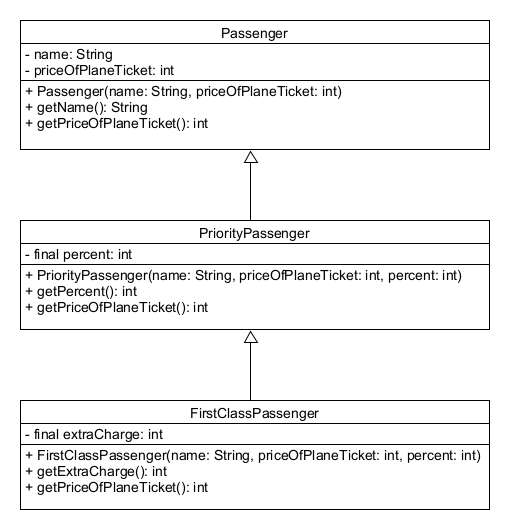 Passenger
- name: String
- priceOfPlaneTicket: int
+ Passenger(name: String, priceOfPlaneTicket: int)
+ getName(): String
+ getPriceOfPlaneTicket(): int
PriorityPassenger
- final percent: int
+ PriorityPassenger(name: String, priceOfPlaneTicket: int, percent: int)
+ getPercent(): int
+ getPriceOfPlaneTicket(): int
FirstClassPassenger
- final extraCharge: int
+ FirstClassPassenger(name: String, priceOfPlaneTicket: int, percent: int)
+ getExtraCharge(): int
+ getPriceOfPlaneTicket(): int